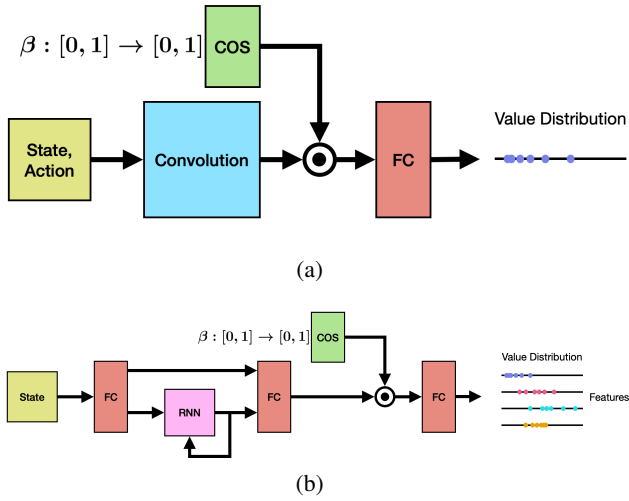 β : [0, 1] → [0, 1]
COS
State,
Action
Convolution
FC
Value Distribution
(a)
β : [0, 1] → [0, 1]
COS
State
FC
RNN
FC
FC
Value Distribution
Features
(b)